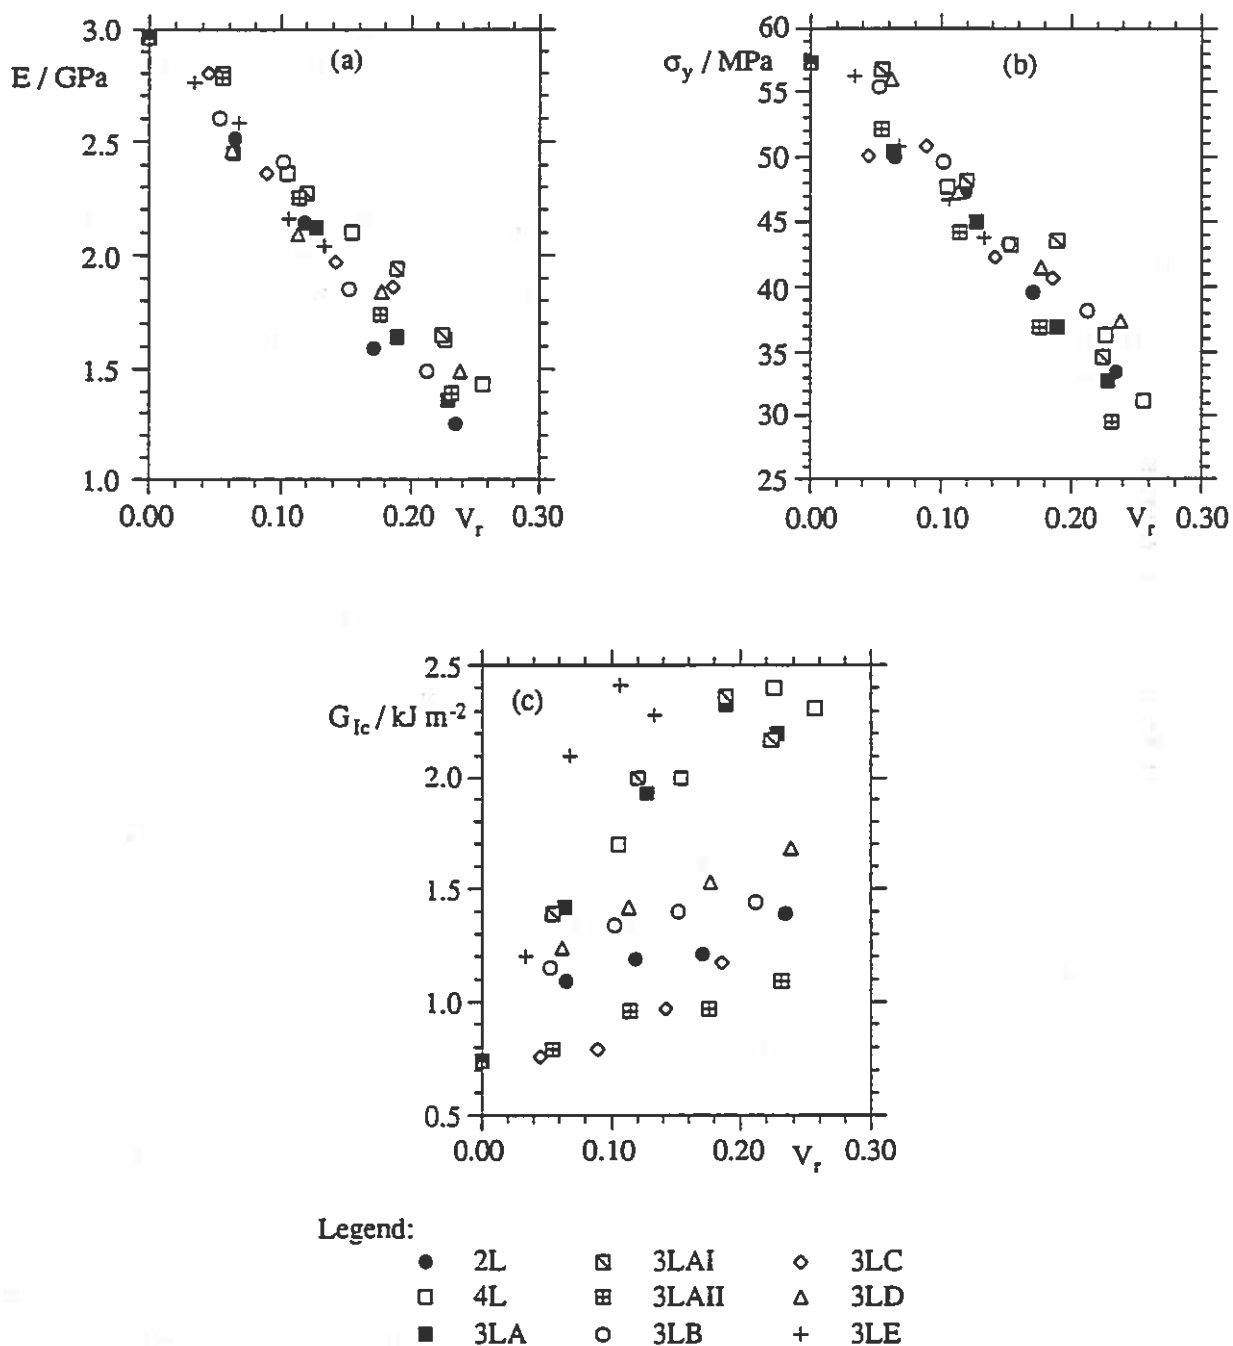 3.0
E / GPa
(a)
2.5
2.0
1.5
1.0
0.00 0.10 0.20 V_r 0.30
60
σ_y / MPa
(b)
55
50
45
40
35
30
25
0.00 0.10 0.20 V_r 0.30
2.5
G_Ic / kJ m⁻²
(c)
2.0
1.5
1.0
0.5
0.00 0.10 0.20 V_r 0.30
Legend:
2L 3LAI 3LC
4L 3LAII 3LD
3LA 3LB 3LE